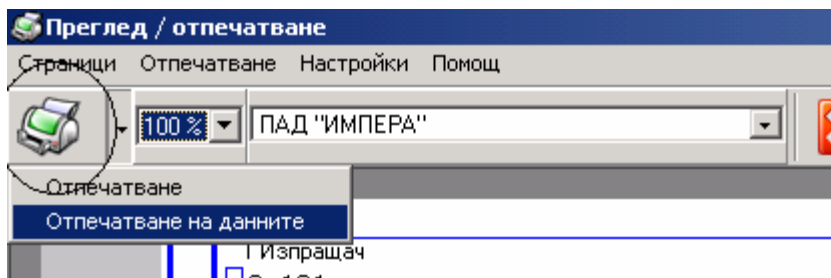 Преглед / отпечатване
Страници Отпечатване Настройки Помощ
100 % ПАД "ИМПЕРА"
Отпечатване
Отпечатване на данните
Изпращач